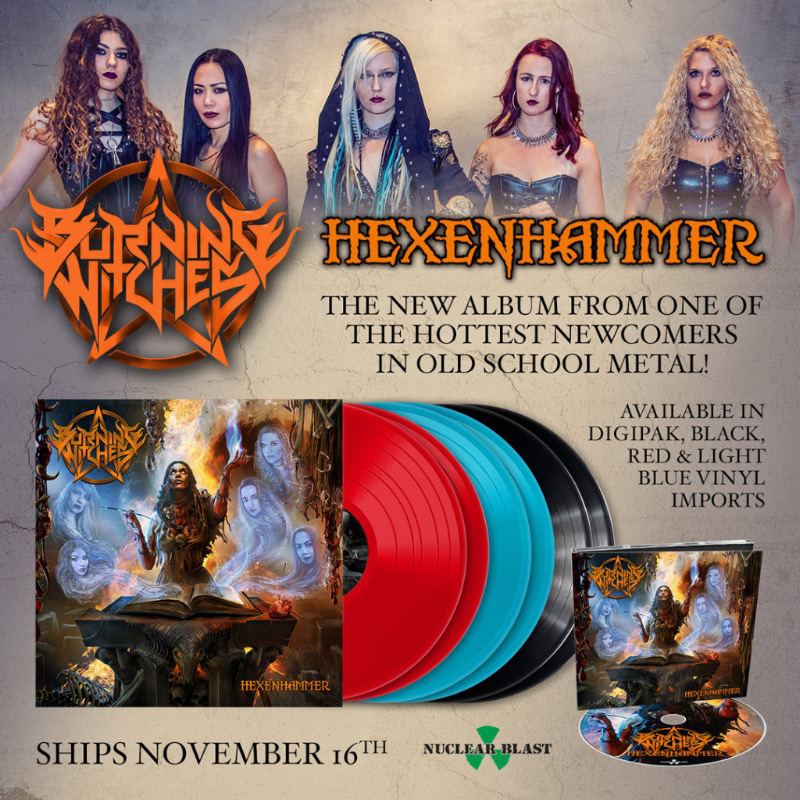 BURNING
WITCHES
HEXENHAMMER
THE NEW ALBUM FROM ONE OF
THE HOTTEST NEWCOMERS
IN OLD SCHOOL METAL!
AVAILABLE IN
DIGIPAK, BLACK,
RED & LIGHT
BLUE VINYL
IMPORTS
BURNING
WITCHES
HEXENHAMMER
BURNING
WITCHES
HEXENHAMMER
BURNING
WITCHES
HEXENHAMMER
SHIPS NOVEMBER 16TH
NUCLEAR BLAST